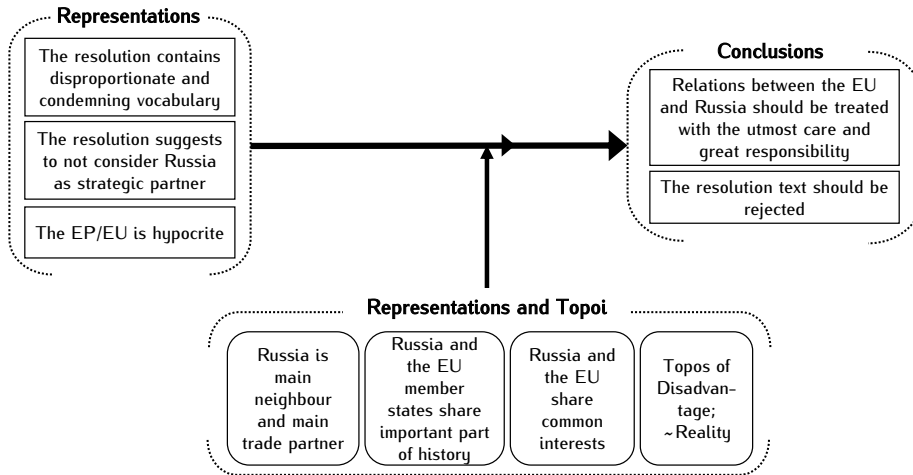 Representations
The resolution contains
disproportionate and
condemning vocabulary
The resolution suggests
to not consider Russia
as strategic partner
The EP/EU is hypocrite
Conclusions
Relations between the EU
and Russia should be treated
with the utmost care and
great responsibility
The resolution text should be
rejected
Representations and Topoi
Russia is
main
neighbour
and main
trade partner
Russia and
the EU
member
states share
important part
of history
Russia and
the EU
share
common
interests
Topos of
Disadvan-
tage;
~Reality